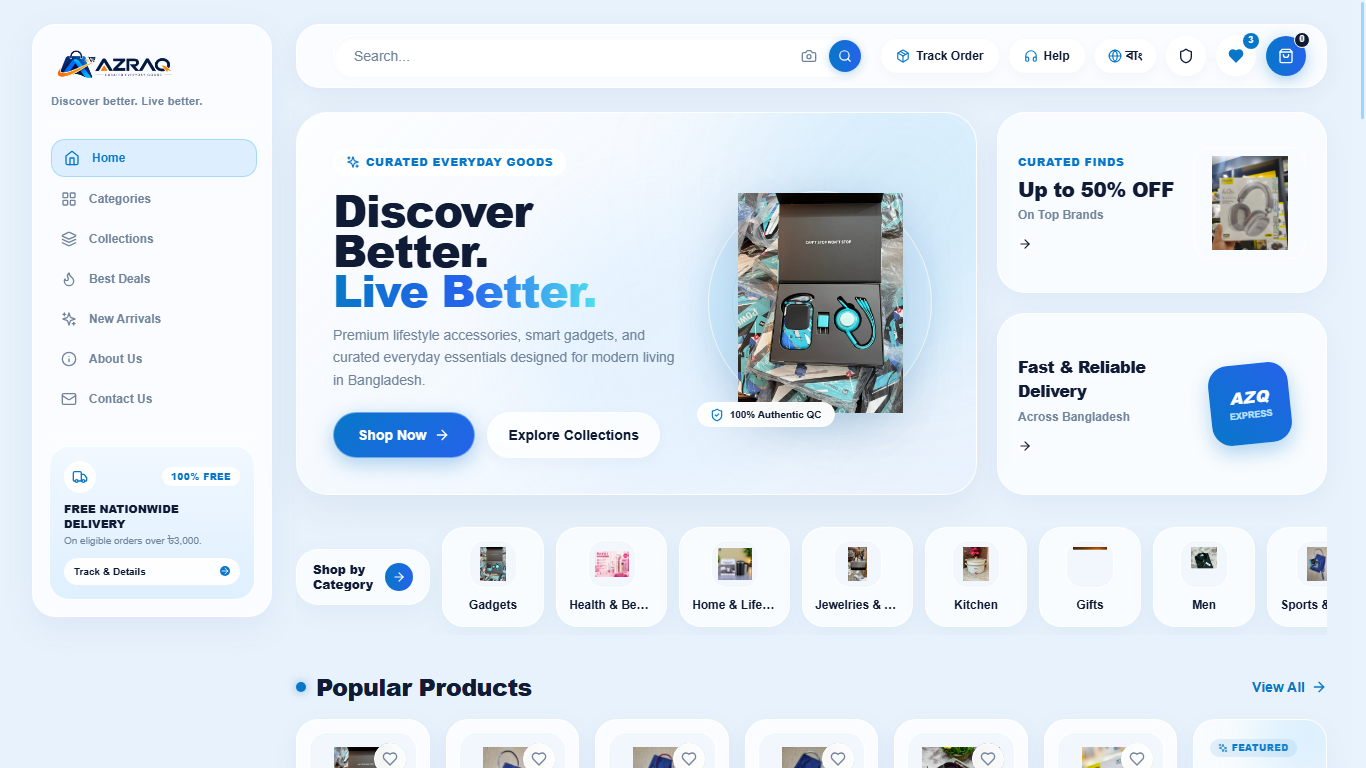 AZRAQ
Discover better. Live better.
Home
Categories
Collections
Best Deals
New Arrivals
About Us
Contact Us
100% FREE
FREE NATIONWIDE
DELIVERY
On eligible orders over ৳3,000.
Track & Details
Search...
Track Order
Help
বাং
3
0
CURATED EVERYDAY GOODS
Discover
Better.
Live Better.
Premium lifestyle accessories, smart gadgets, and
curated everyday essentials designed for modern living
in Bangladesh.
Shop Now
Explore Collections
CAN'T STOP WON'T STOP
100% Authentic QC
CURATED FINDS
Up to 50% OFF
On Top Brands
Fast & Reliable
Delivery
Across Bangladesh
AZQ
EXPRESS
Shop by
Category
Gadgets
Health & Be...
Home & Life...
Jewelries & ...
Kitchen
Gifts
Men
Sports &
Popular Products
View All
FEATURED